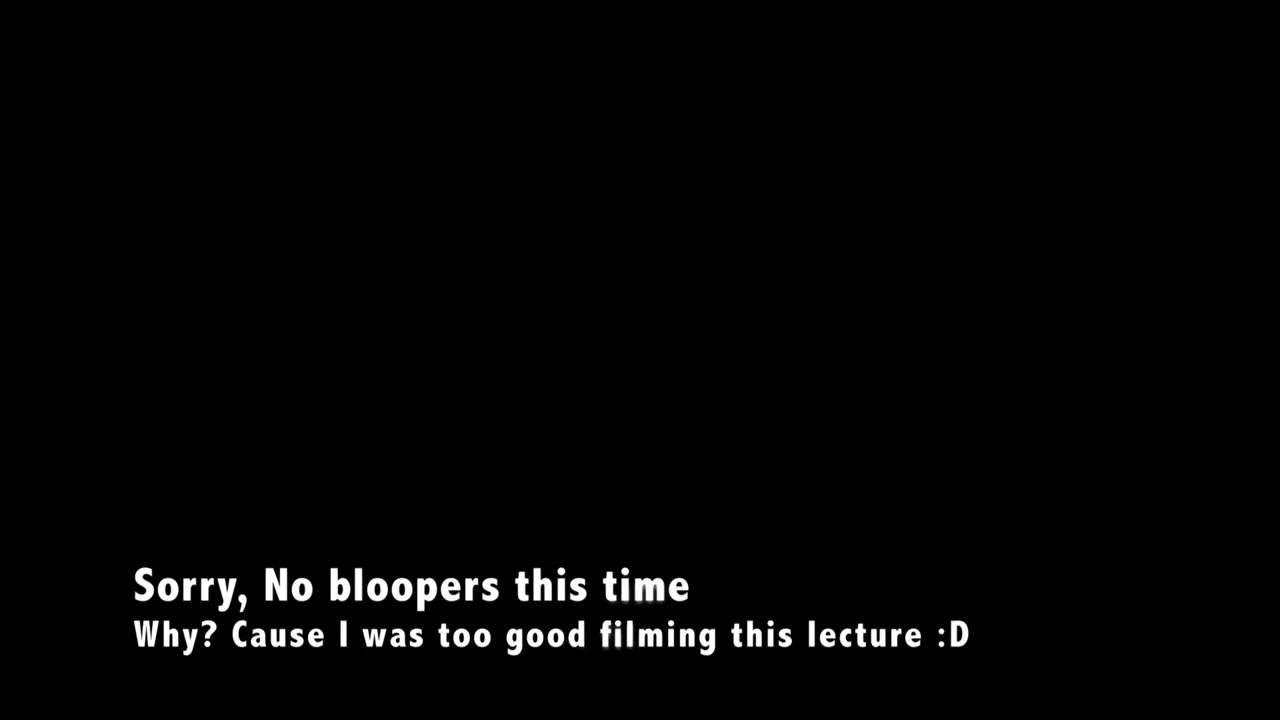 Sorry, No bloopers this time
Why? Cause I was too good filming this lecture :D